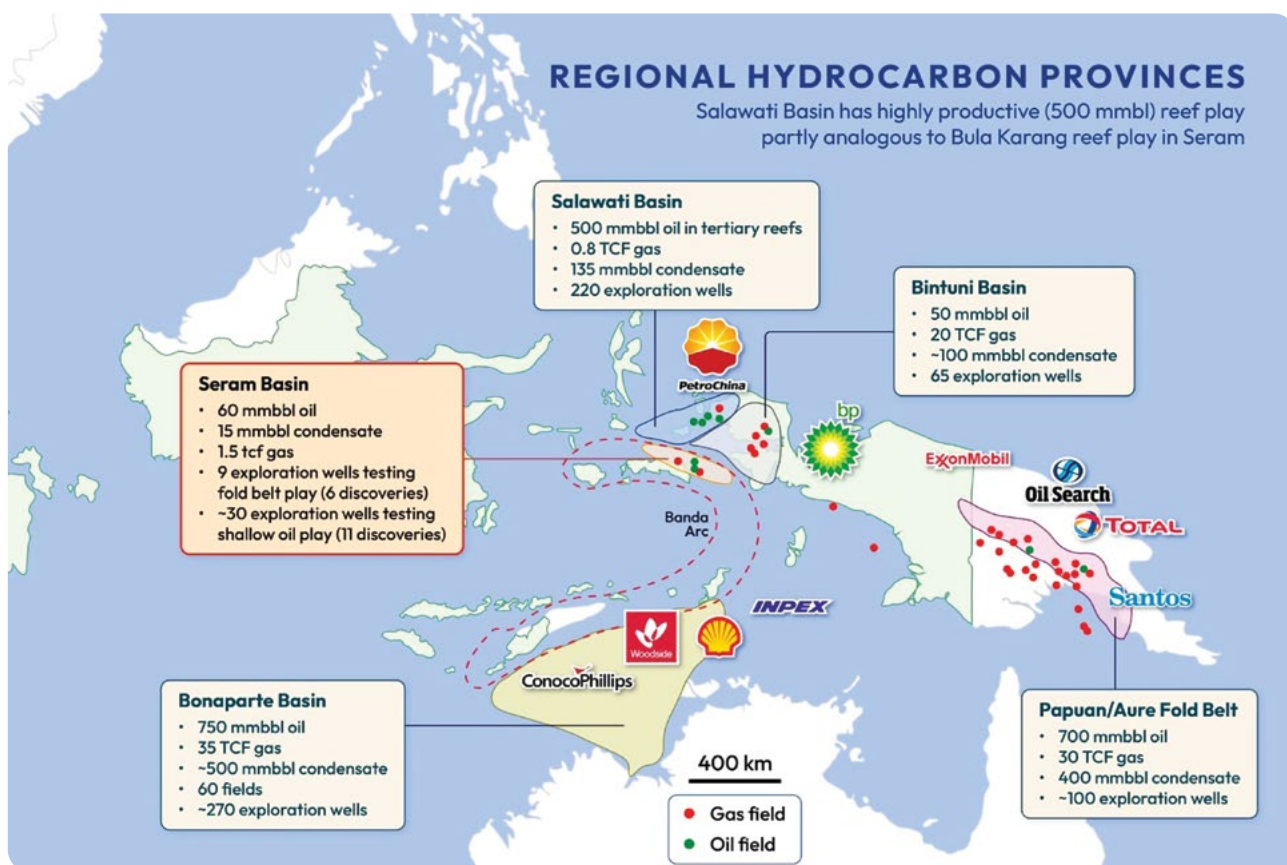 REGIONAL HYDROCARBON PROVINCES
Salawati Basin has highly productive (500 mmbl) reef play
partly analogous to Bula Karang reef play in Seram
Salawati Basin
• 500 mmbbl oil in tertiary reefs
• 0.8 TCF gas
• 135 mmbbl condensate
• 220 exploration wells
Bintuni Basin
• 50 mmbbl oil
• 20 TCF gas
• ~100 mmbbl condensate
• 65 exploration wells
PetroChina
Seram Basin
• 60 mmbbl oil
• 15 mmbbl condensate
• 1.5 tcf gas
• 9 exploration wells testing
fold belt play (6 discoveries)
• ~30 exploration wells testing
shallow oil play (11 discoveries)
bp
ExxonMobil
Oil Search
TOTAL
Banda
Arc
Santos
INPEX
Woodside
ConocoPhillips
Bonaparte Basin
• 750 mmbbl oil
• 35 TCF gas
• ~500 mmbbl condensate
• 60 fields
• ~270 exploration wells
Papuan/Aure Fold Belt
• 700 mmbbl oil
• 30 TCF gas
• 400 mmbbl condensate
• ~100 exploration wells
400 km
Gas field
Oil field